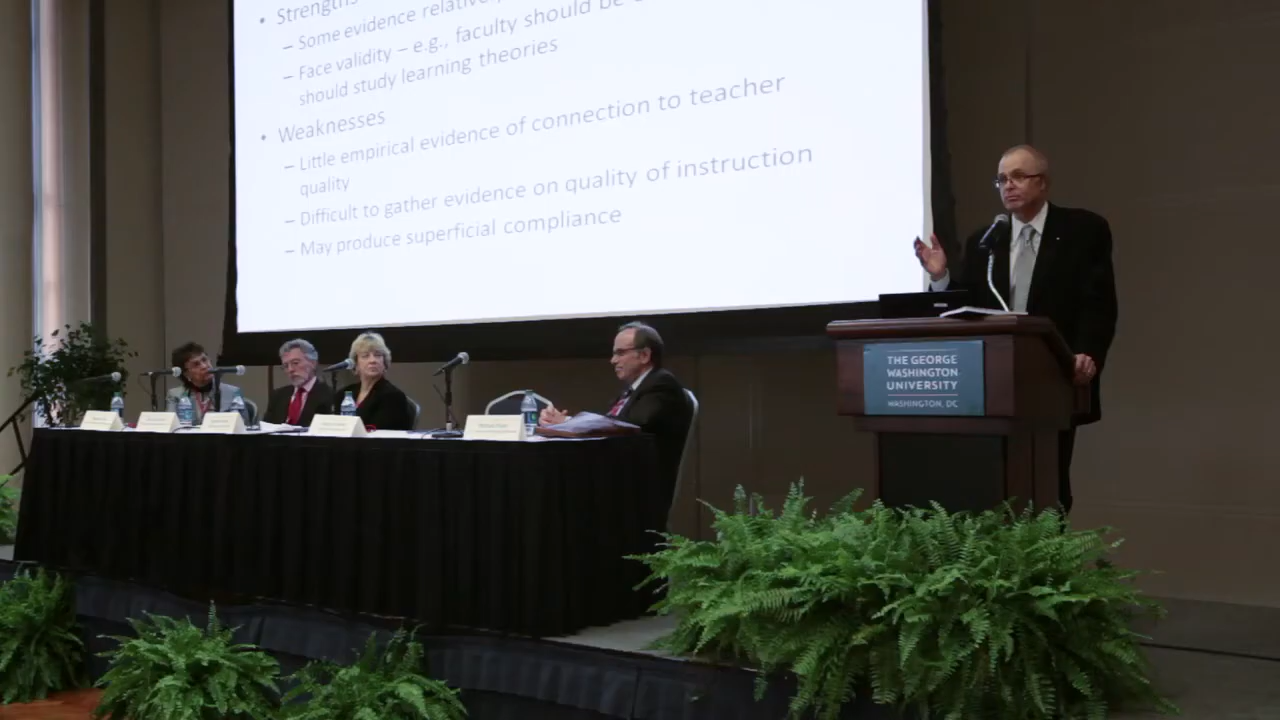 • Strengths
– Some evidence relative
– Face validity – e.g., faculty should be
should study learning theories
• Weaknesses
– Little empirical evidence of connection to teacher
quality
– Difficult to gather evidence on quality of instruction
– May produce superficial compliance
THE GEORGE
WASHINGTON
UNIVERSITY
WASHINGTON, DC